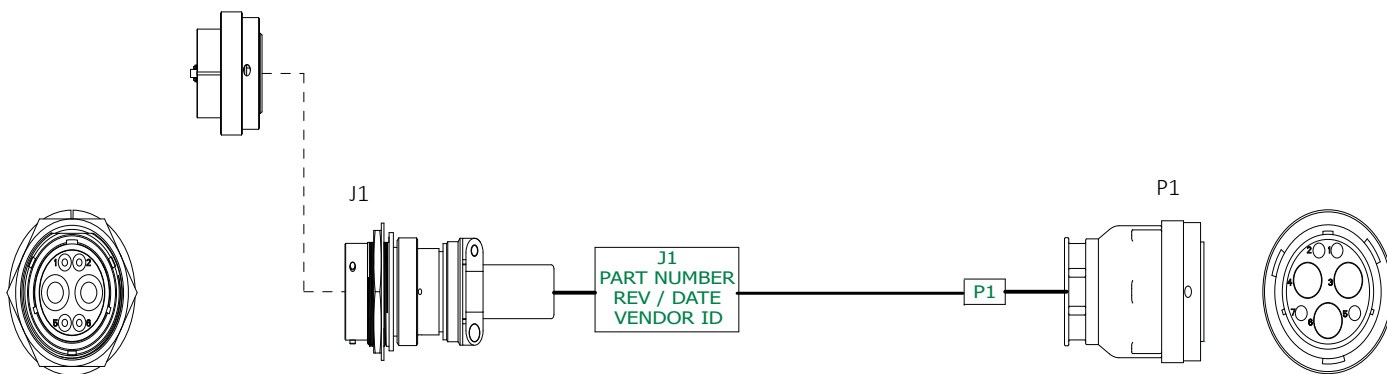 J1
P1
J1
PART NUMBER
REV / DATE
VENDOR ID
P1
1 2
5 6
2 1
4 3
7 5
6